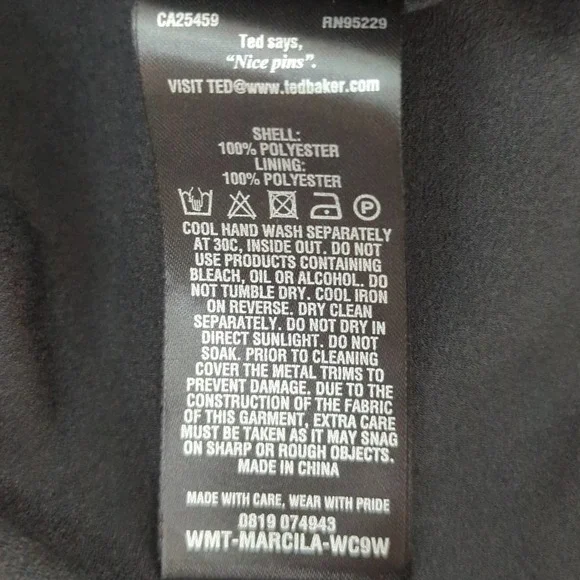 CA25459 RN95229
Ted says,
"Nice pins".
VISIT TED@www.tedbaker.com
SHELL:
100% POLYESTER
LINING:
100% POLYESTER
P
COOL HAND WASH SEPARATELY
AT 30C, INSIDE OUT. DO NOT
USE PRODUCTS CONTAINING
BLEACH, OIL OR ALCOHOL. DO
NOT TUMBLE DRY. COOL IRON
ON REVERSE. DRY CLEAN
SEPARATELY. DO NOT DRY IN
DIRECT SUNLIGHT. DO NOT
SOAK. PRIOR TO CLEANING
COVER THE METAL TRIMS TO
PREVENT DAMAGE. DUE TO THE
CONSTRUCTION OF THE FABRIC
OF THIS GARMENT, EXTRA CARE
MUST BE TAKEN AS IT MAY SNAG
ON SHARP OR ROUGH OBJECTS.
MADE IN CHINA
MADE WITH CARE, WEAR WITH PRIDE
0819 074943
WMT-MARCILA-WC9W